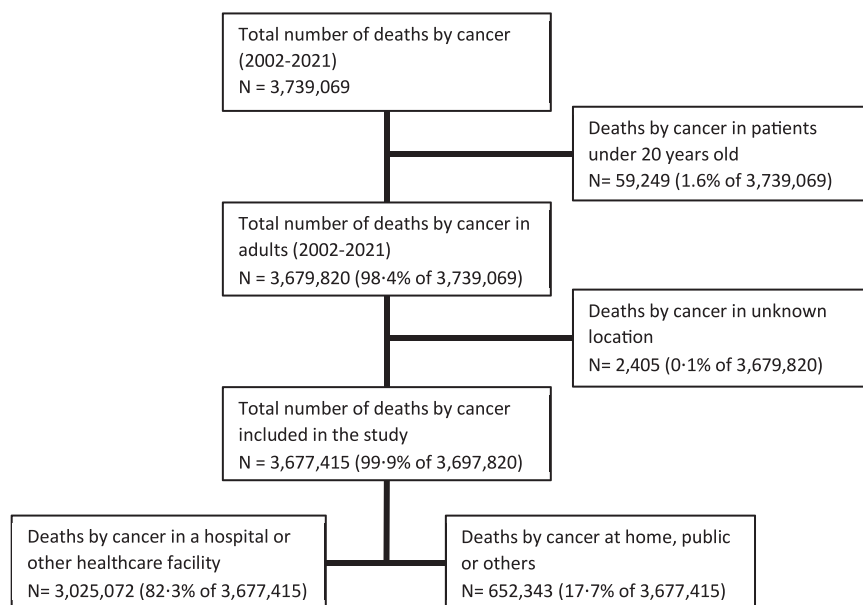 Total number of deaths by cancer
(2002-2021)
N = 3,739,069
Deaths by cancer in patients
under 20 years old
N= 59,249 (1.6% of 3,739,069)
Total number of deaths by cancer in
adults (2002-2021)
N = 3,679,820 (98·4% of 3,739,069)
Deaths by cancer in unknown
location
N= 2,405 (0·1% of 3,679,820)
Total number of deaths by cancer
included in the study
N = 3,677,415 (99·9% of 3,697,820)
Deaths by cancer in a hospital or
other healthcare facility
N= 3,025,072 (82·3% of 3,677,415)
Deaths by cancer at home, public
or others
N= 652,343 (17·7% of 3,677,415)